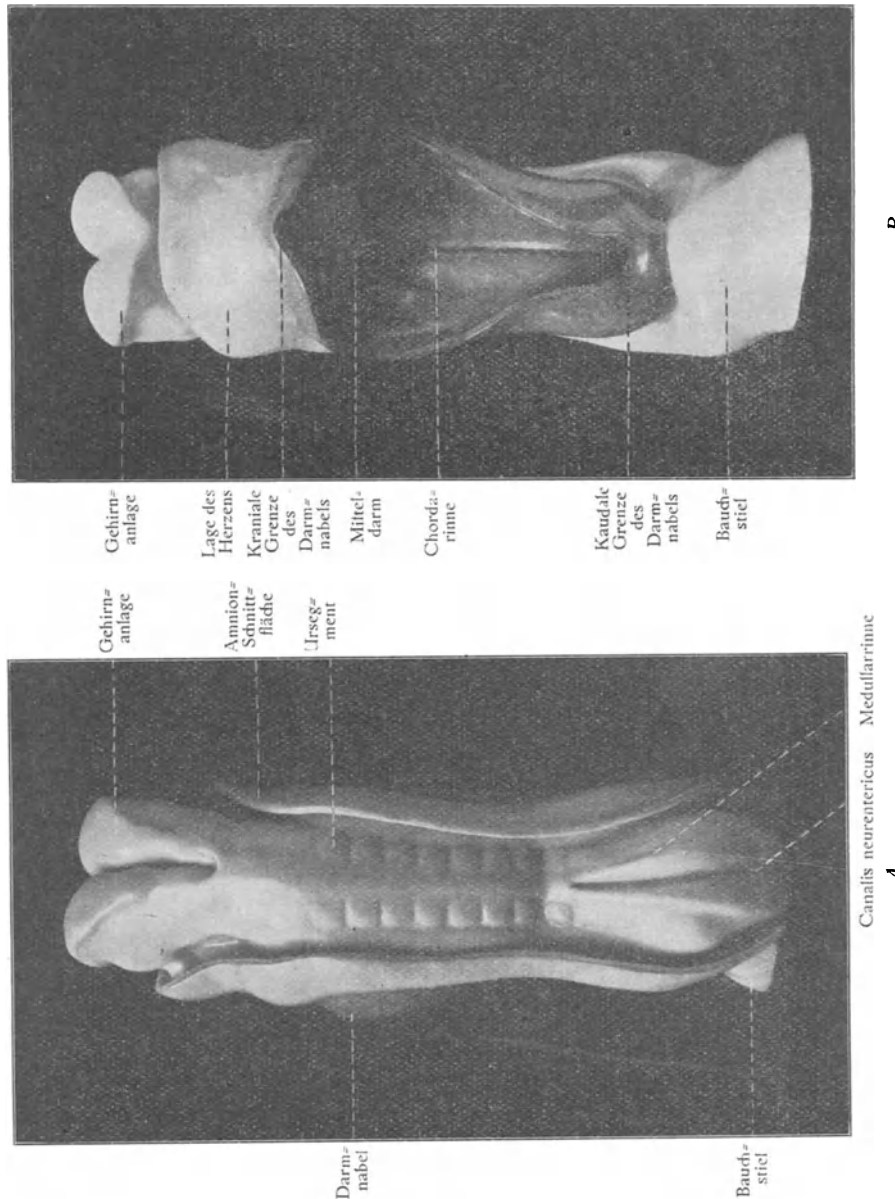 Gehirn=
anlage
Lage des
Herzens
Kraniale
Grenze
des
Darm=
nabels
Mittel=
darm
Chorda=
rinne
Kaudale
Grenze
des
Darm=
nabels
Bauch=
stiel
B
Gehirn=
anlage
Amnion=
Schnitt=
fläche
Urseg=
ment
Darm=
nabel
Bauch=
stiel
Canalis neurentericus Medullarrinne
A